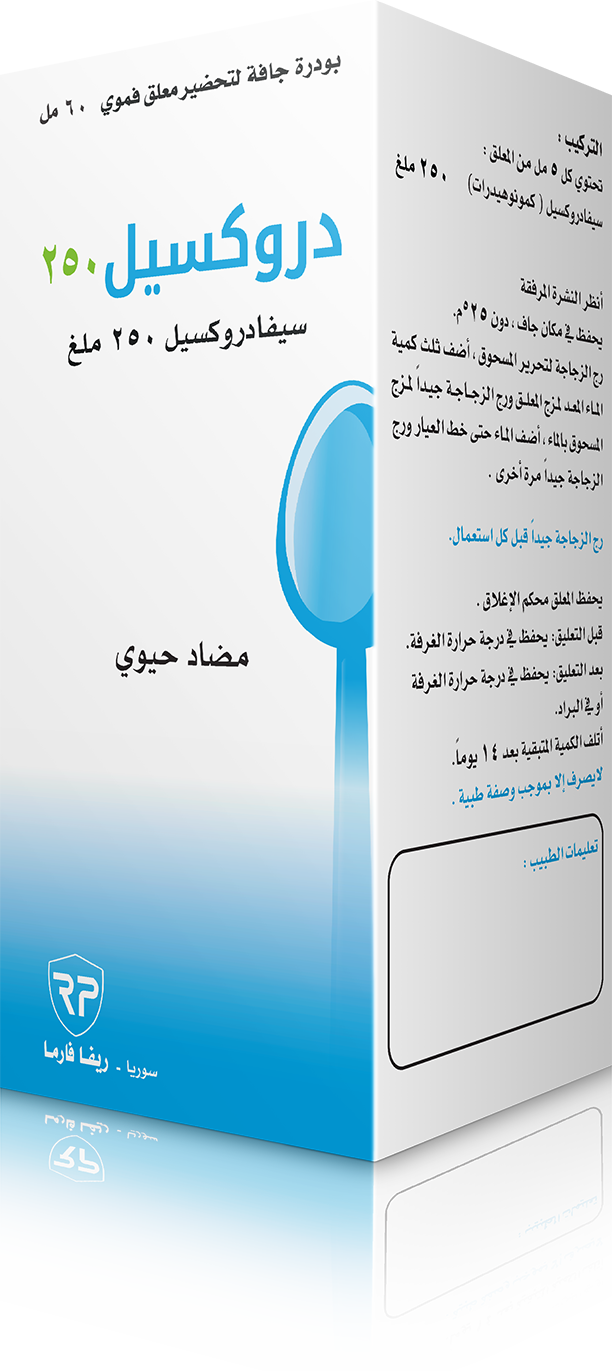 بودرة جافة لتحضير معلق فموي ٦٠ مل
دروكسيل ٢٥٠
سيفادروكسيل ٢٥٠ ملغ
مضاد حيوي
RP
سوريا - ريفا فارما
التركيب :
تحتوي كل ٥ مل من المعلق :
سيفادروكسيل ( كمونوهيدرات) ٢٥٠ ملغ
أنظر النشرة المرفقة
يحفظ في مكان جاف ، دون ٢٥°م.
رج الزجاجة لتحرير المسحوق ، أضف ثلث كمية
الماء المعد لمزج المعلق ورج الزجاجة جيداً لمزج
المسحوق بالماء ، أضف الماء حتى خط العيار ورج
الزجاجة جيداً مرة أخرى .
رج الزجاجة جيداً قبل كل استعمال.
يحفظ المعلق محكم الإغلاق .
قبل التعليق: يحفظ في درجة حرارة الغرفة.
بعد التعليق: يحفظ في درجة حرارة الغرفة
أو في البراد.
أتلف الكمية المتبقية بعد ١٤ يوماً.
لايصرف إلا بموجب وصفة طبية .
تعليمات الطبيب :